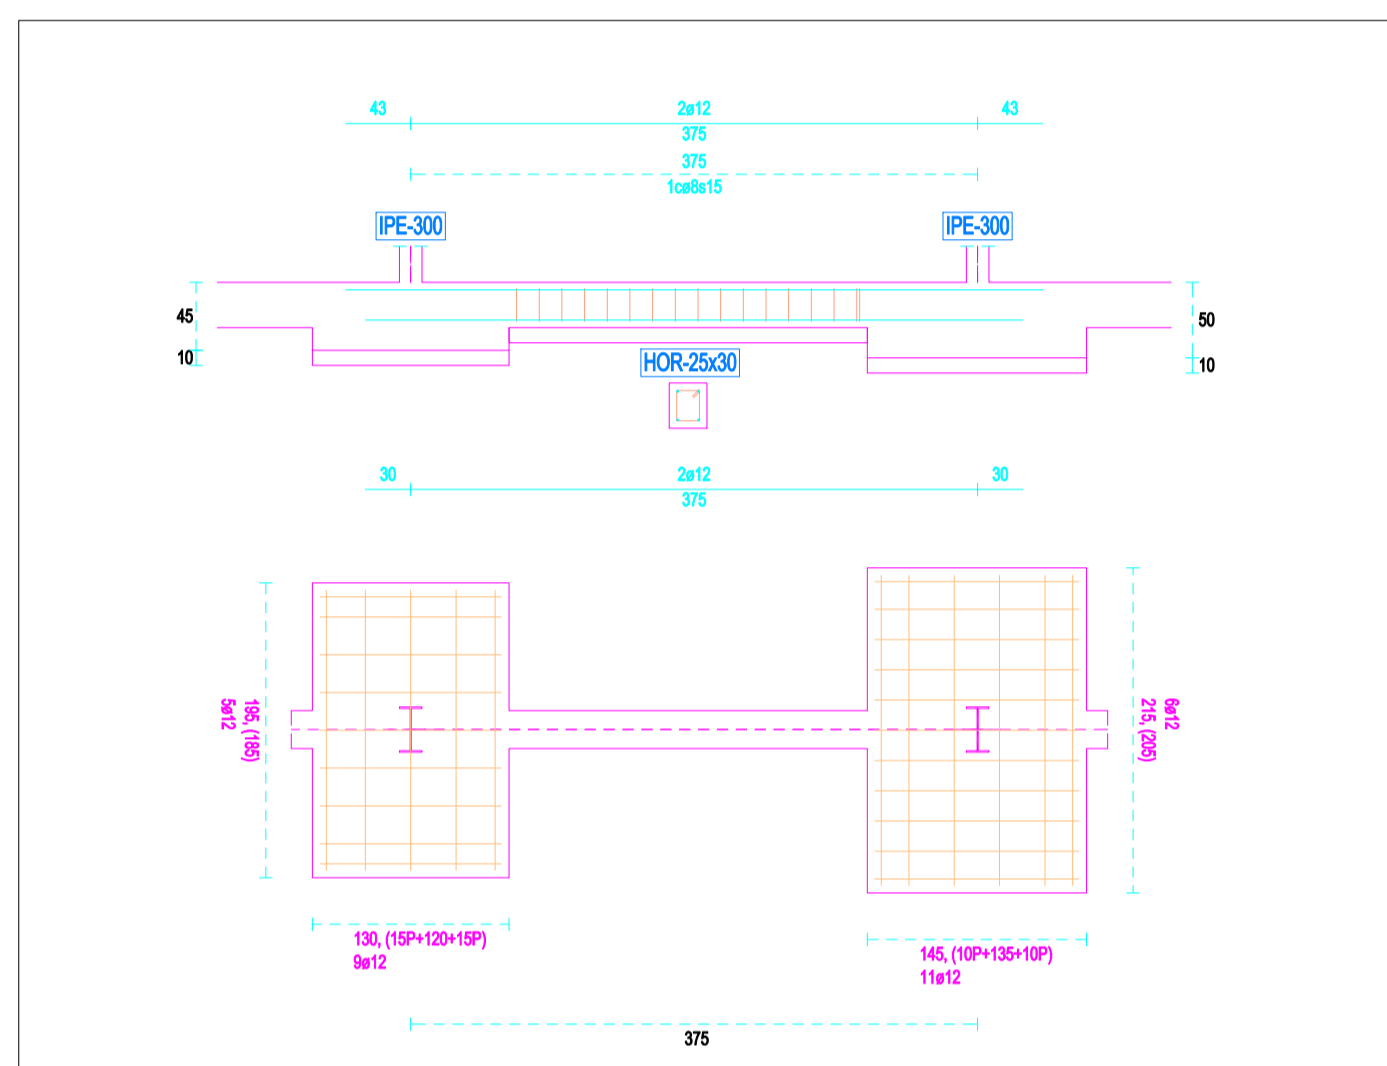 43
2ø12
43
375
375
1cø8s15
IPE-300
IPE-300
45
50
10
10
HOR-25x30
30
2ø12
30
375
195, (185)
5ø12
6ø12
215, (205)
130, (15P+120+15P)
9ø12
145, (10P+135+10P)
11ø12
375